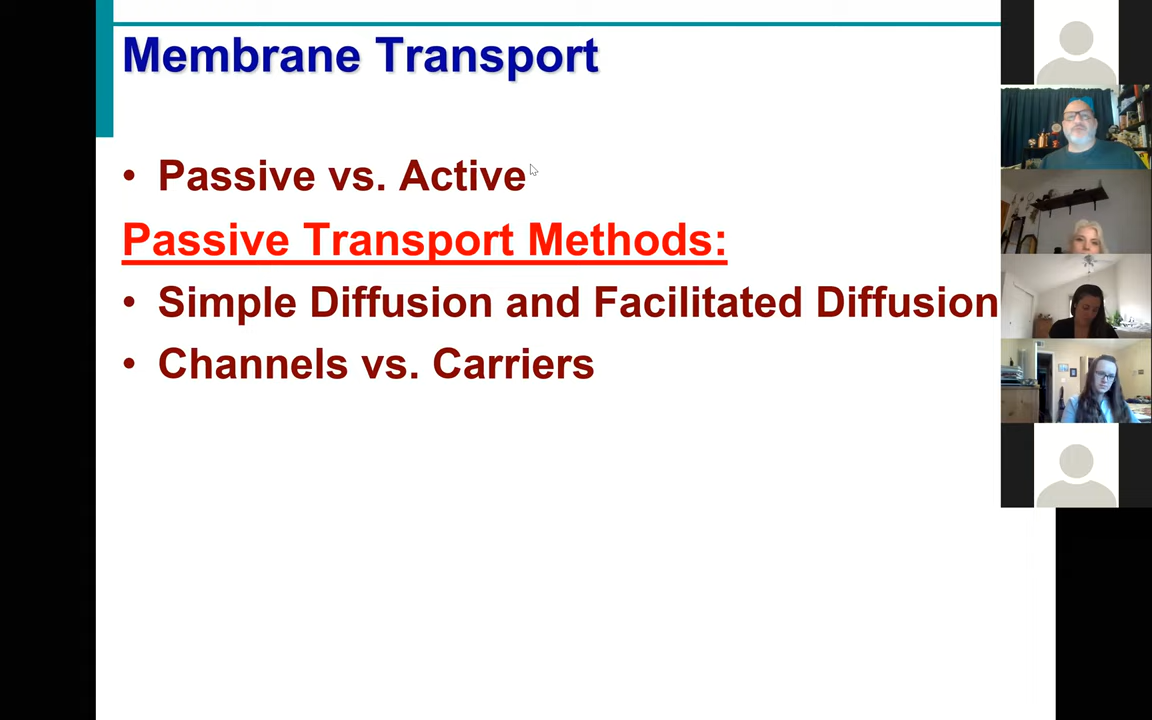 Membrane Transport
• Passive vs. Active
Passive Transport Methods:
• Simple Diffusion and Facilitated Diffusion
• Channels vs. Carriers